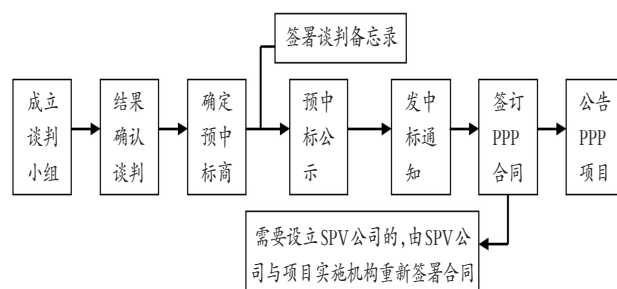 签署谈判备忘录
成立
谈判
小组
结果
确认
谈判
确定
预中
标商
预中
标公
示
发中
标通
知
签订
PPP
合同
公告
PPP
项目
需要设立SPV公司的,由SPV公
司与项目实施机构重新签署合同